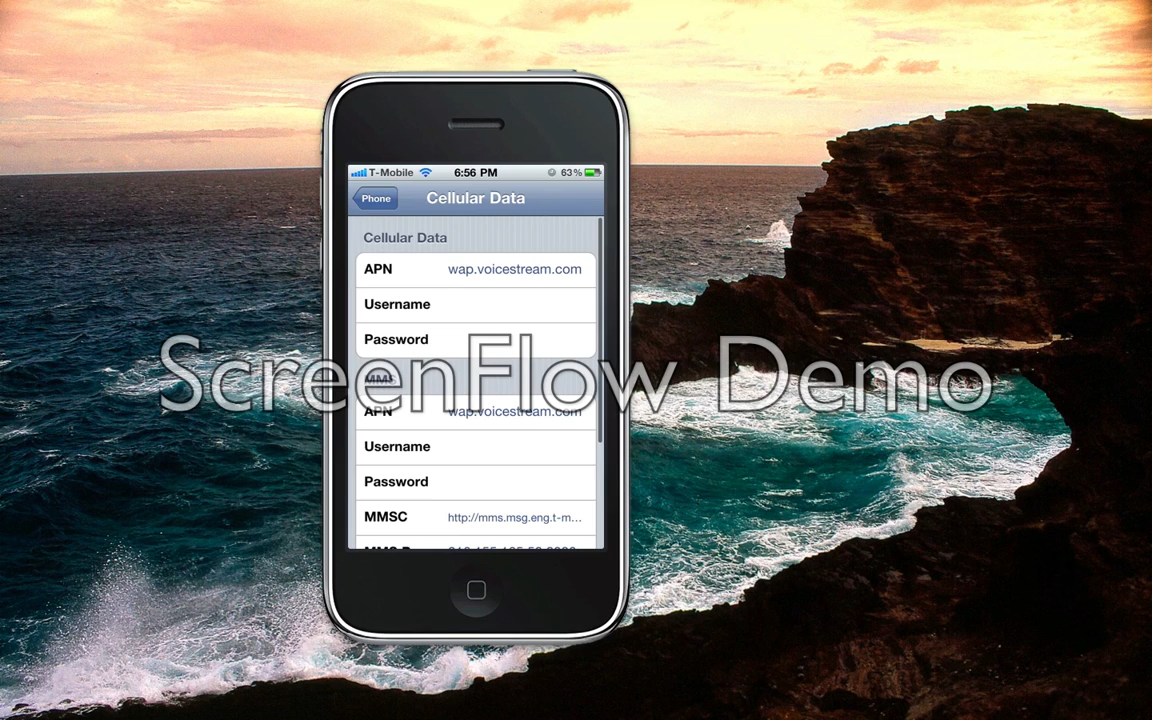 T-Mobile 6:56 PM 63%
Phone Cellular Data
Cellular Data
APN wap.voicestream.com
Username
Password
ScreenFlow Demo
MMS
APN wap.voicestream.com
Username
Password
MMSC http://mms.msg.eng.t-m...